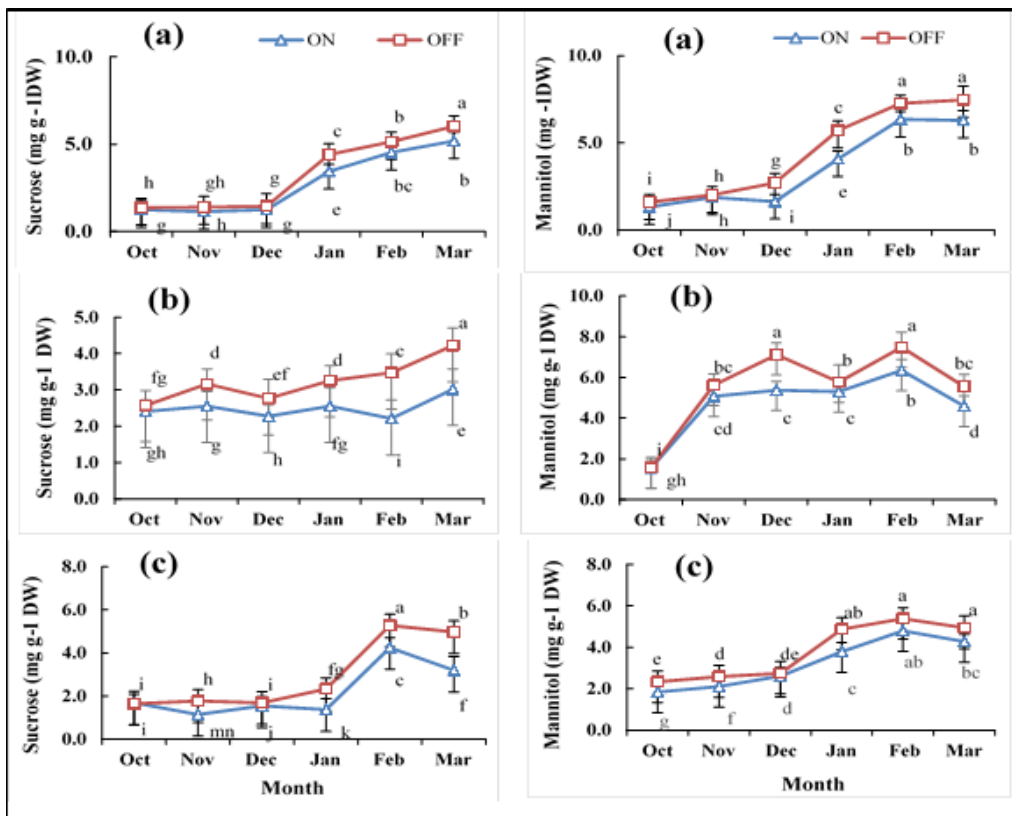 (a)
ON OFF
Sucrose (mg g -1DW)
10.0
5.0
0.0
h gh g c b a
g h g e bc b
Oct Nov Dec Jan Feb Mar
(a)
ON OFF
Mannitol (mg -1DW)
10.0
5.0
0.0
i h g c a a
j h i e b b
Oct Nov Dec Jan Feb Mar
(b)
Sucrose (mg g-1 DW)
5.0
4.0
3.0
2.0
1.0
0.0
fg d ef d c a
gh g h fg i e
Oct Nov Dec Jan Feb Mar
(b)
Mannitol (mg g-1 DW)
10.0
8.0
6.0
4.0
2.0
0.0
i bc a b a bc
gh cd c c b d
Oct Nov Dec Jan Feb Mar
(c)
Sucrose (mg g-1 DW)
8.0
6.0
4.0
2.0
0.0
i h i fg a b
i mn j k c f
Oct Nov Dec Jan Feb Mar
Month
(c)
Mannitol (mg g-1 DW)
8.0
6.0
4.0
2.0
0.0
e d de ab a a
g f d c ab bc
Oct Nov Dec Jan Feb Mar
Month